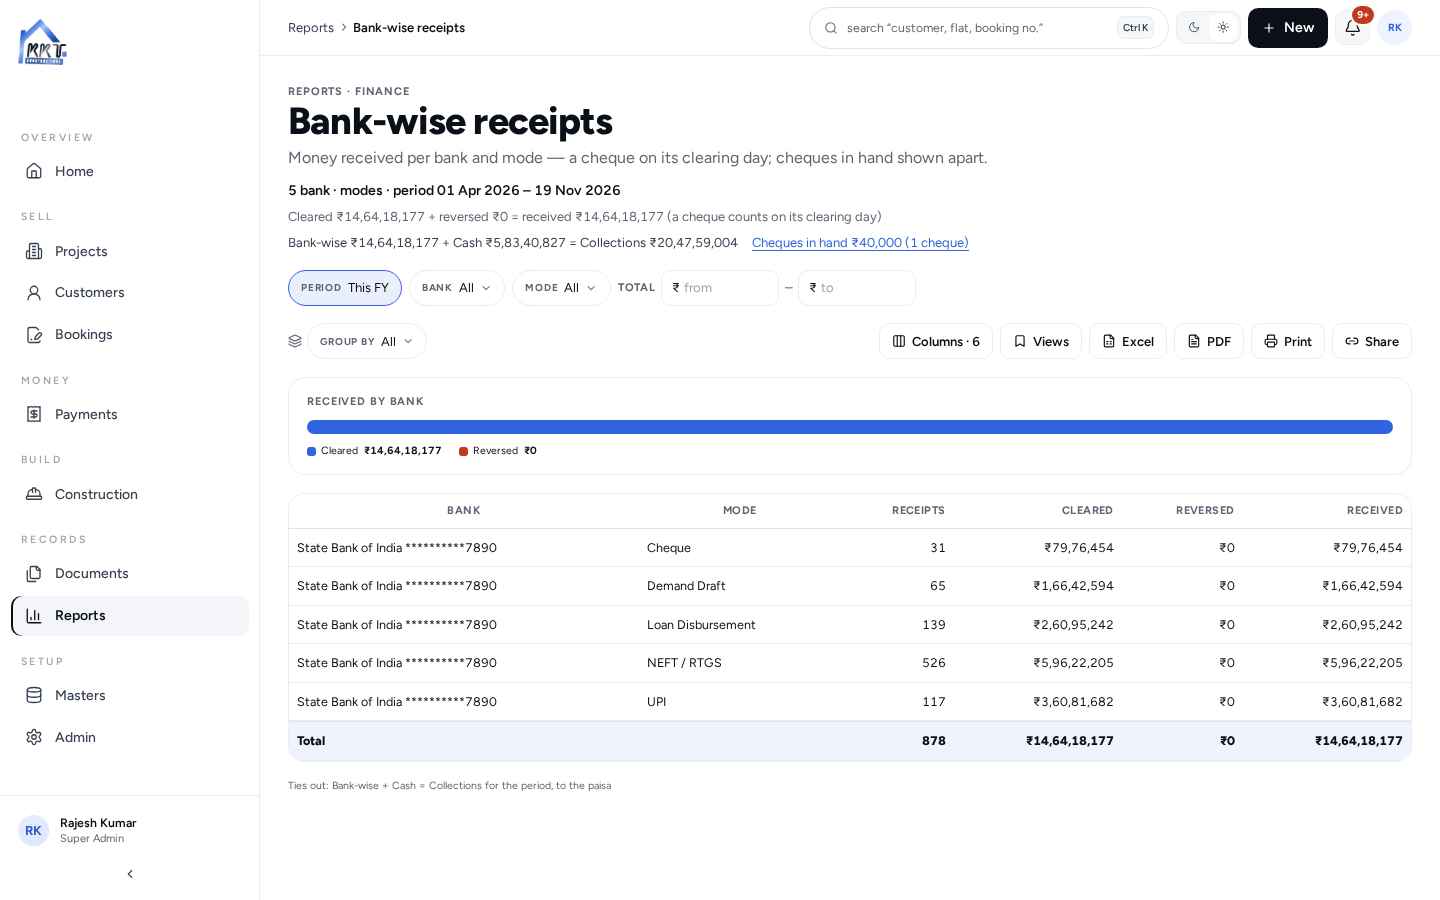 RKT
CONSTRUCTIONS
Reports > Bank-wise receipts
search “customer, flat, booking no.”
Ctrl K
+ New
9+
RK
OVERVIEW
Home
SELL
Projects
Customers
Bookings
MONEY
Payments
BUILD
Construction
RECORDS
Documents
Reports
SETUP
Masters
Admin
RK
Rajesh Kumar
Super Admin
REPORTS · FINANCE
Bank-wise receipts
Money received per bank and mode — a cheque on its clearing day; cheques in hand shown apart.
5 bank · modes · period 01 Apr 2026 – 19 Nov 2026
Cleared ₹14,64,18,177 + reversed ₹0 = received ₹14,64,18,177 (a cheque counts on its clearing day)
Bank-wise ₹14,64,18,177 + Cash ₹5,83,40,827 = Collections ₹20,47,59,004 Cheques in hand ₹40,000 (1 cheque)
PERIOD This FY BANK All MODE All TOTAL ₹ from – ₹ to
GROUP BY All Columns · 6 Views Excel PDF Print Share
RECEIVED BY BANK
Cleared ₹14,64,18,177 Reversed ₹0
BANK MODE RECEIPTS CLEARED REVERSED RECEIVED
State Bank of India **********7890 Cheque 31 ₹79,76,454 ₹0 ₹79,76,454
State Bank of India **********7890 Demand Draft 65 ₹1,66,42,594 ₹0 ₹1,66,42,594
State Bank of India **********7890 Loan Disbursement 139 ₹2,60,95,242 ₹0 ₹2,60,95,242
State Bank of India **********7890 NEFT / RTGS 526 ₹5,96,22,205 ₹0 ₹5,96,22,205
State Bank of India **********7890 UPI 117 ₹3,60,81,682 ₹0 ₹3,60,81,682
Total 878 ₹14,64,18,177 ₹0 ₹14,64,18,177
Ties out: Bank-wise + Cash = Collections for the period, to the paisa